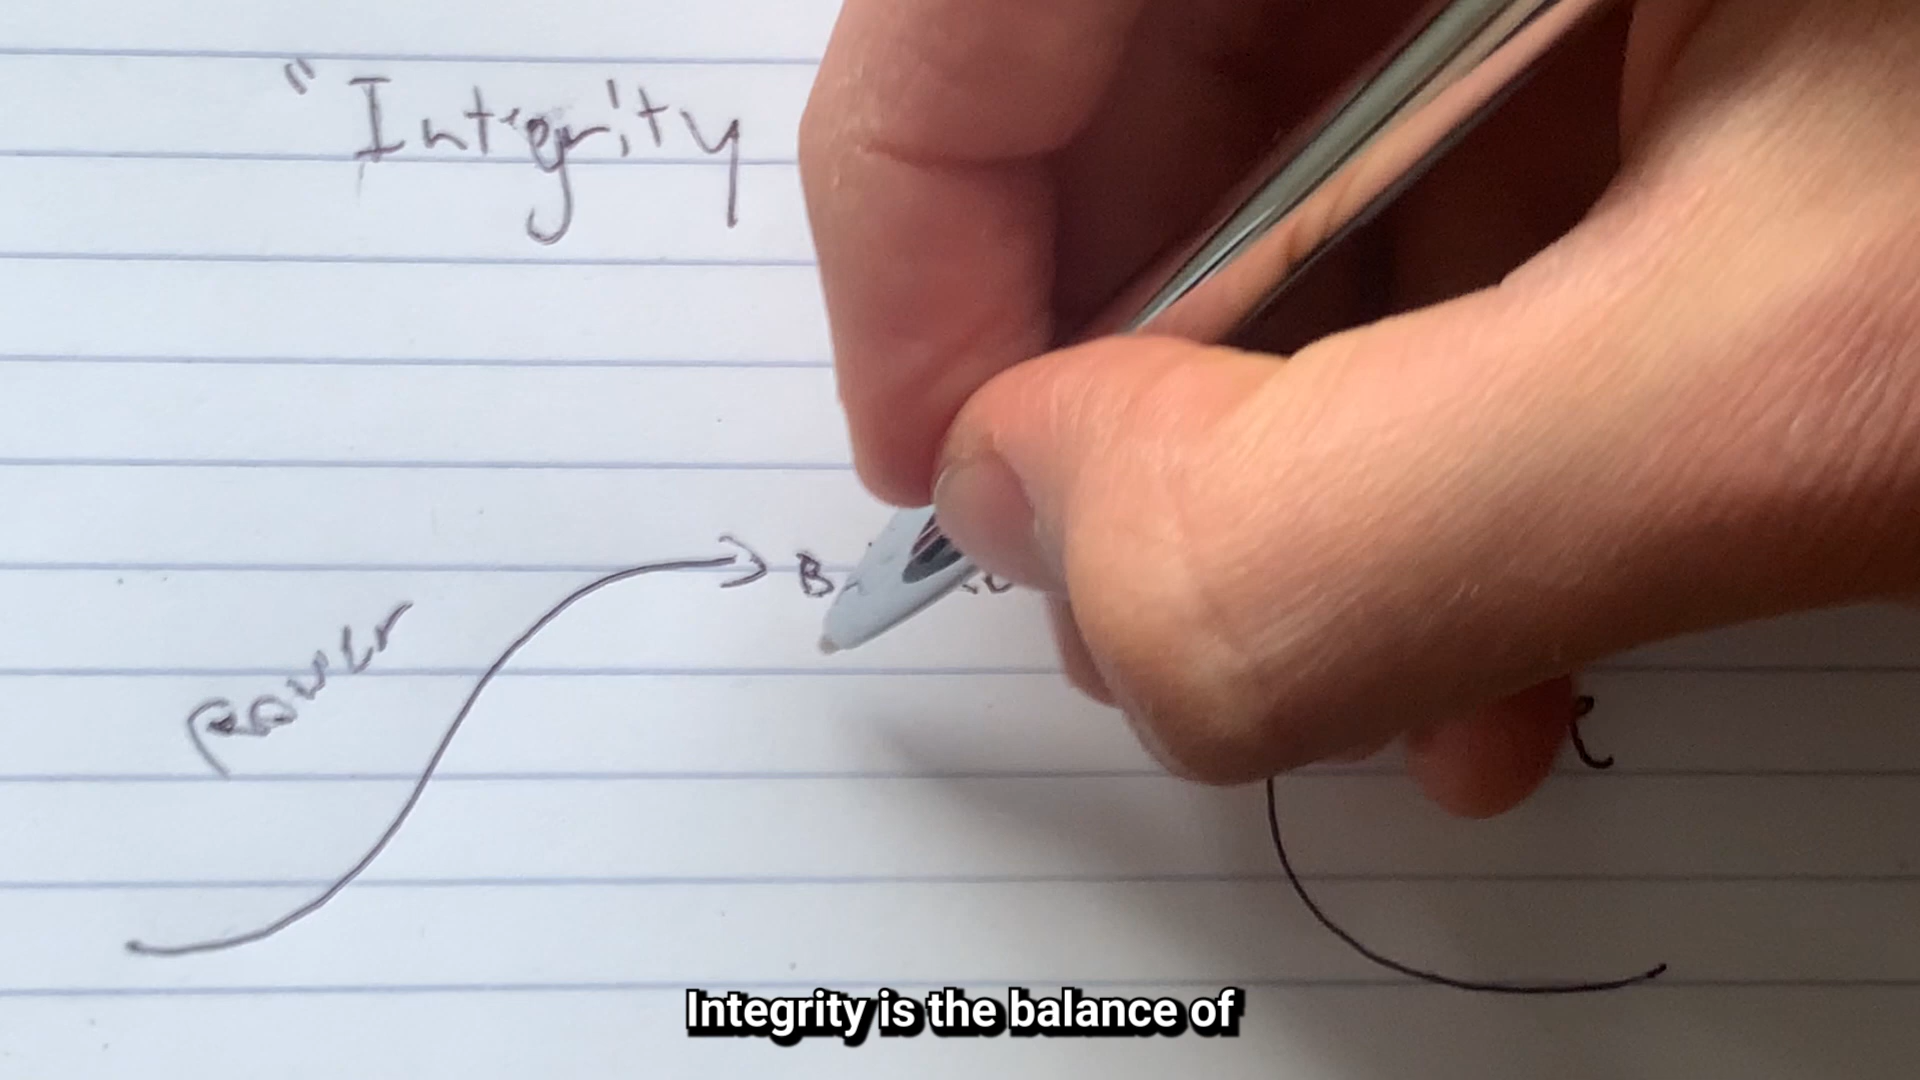 "Integrity
B
power
Integrity is the balance of